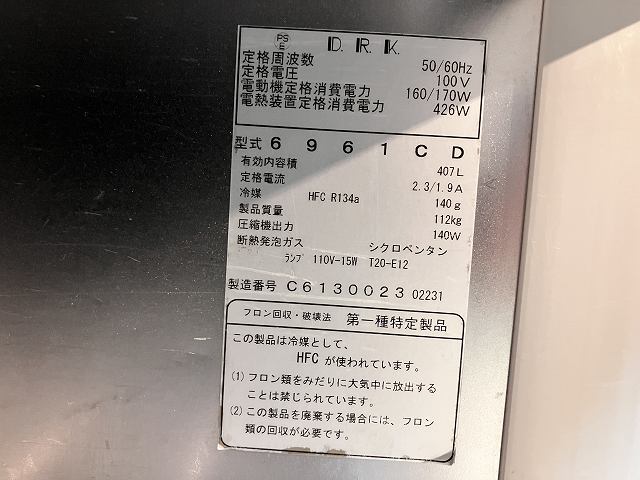 PS E D.R.K.
定格周波数 50/60Hz
定格電圧 100V
電動機定格消費電力 160/170W
電熱装置定格消費電力 426W
型式 6961CD
有効内容積 407L
定格電流 2.3/1.9A
冷媒 HFC R134a 140g
製品質量 112kg
圧縮機出力 140W
断熱発泡ガス シクロペンタン
ランプ 110V-15W T20-E12
製造番号 C6130023 02231
フロン回収・破壊法 第一種特定製品
この製品は冷媒として、
HFC が使われています。
(1) フロン類をみだりに大気中に放出する
ことは禁じられています。
(2) この製品を廃棄する場合には、フロン
類の回収が必要です。